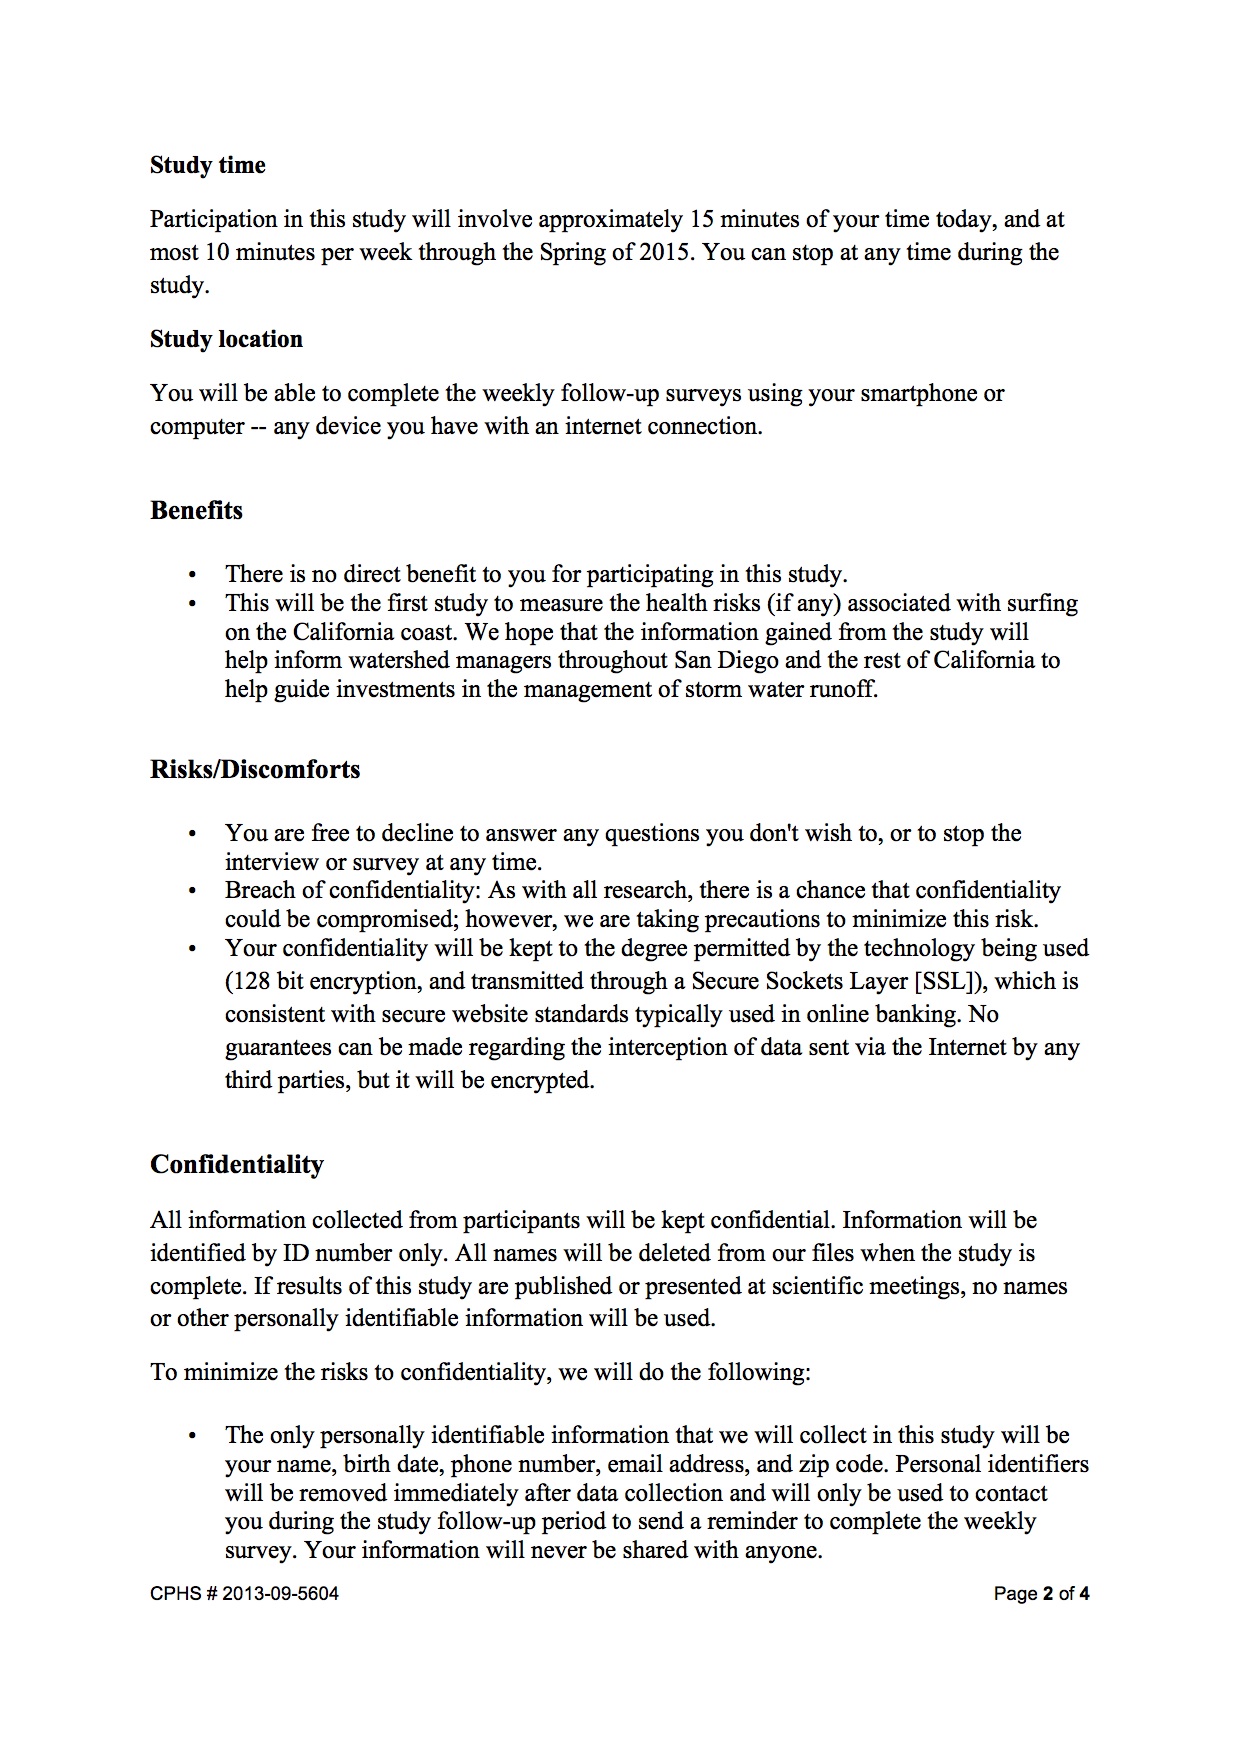 Study time
Participation in this study will involve approximately 15 minutes of your time today, and at
most 10 minutes per week through the Spring of 2015. You can stop at any time during the
study.
Study location
You will be able to complete the weekly follow-up surveys using your smartphone or
computer -- any device you have with an internet connection.
Benefits
• There is no direct benefit to you for participating in this study.
• This will be the first study to measure the health risks (if any) associated with surfing
on the California coast. We hope that the information gained from the study will
help inform watershed managers throughout San Diego and the rest of California to
help guide investments in the management of storm water runoff.
Risks/Discomforts
• You are free to decline to answer any questions you don't wish to, or to stop the
interview or survey at any time.
• Breach of confidentiality: As with all research, there is a chance that confidentiality
could be compromised; however, we are taking precautions to minimize this risk.
• Your confidentiality will be kept to the degree permitted by the technology being used
(128 bit encryption, and transmitted through a Secure Sockets Layer [SSL]), which is
consistent with secure website standards typically used in online banking. No
guarantees can be made regarding the interception of data sent via the Internet by any
third parties, but it will be encrypted.
Confidentiality
All information collected from participants will be kept confidential. Information will be
identified by ID number only. All names will be deleted from our files when the study is
complete. If results of this study are published or presented at scientific meetings, no names
or other personally identifiable information will be used.
To minimize the risks to confidentiality, we will do the following:
• The only personally identifiable information that we will collect in this study will be
your name, birth date, phone number, email address, and zip code. Personal identifiers
will be removed immediately after data collection and will only be used to contact
you during the study follow-up period to send a reminder to complete the weekly
survey. Your information will never be shared with anyone.
CPHS # 2013-09-5604 Page 2 of 4